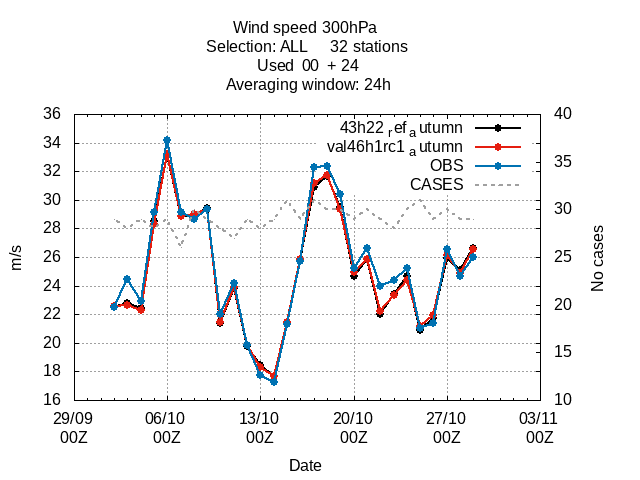 Wind speed 300hPa
Selection: ALL 32 stations
Used 00 + 24
Averaging window: 24h
43h22 ref a utumn
val46h1rc1 a utumn
OBS
CASES
36
34
32
30
28
26
24
22
20
18
16
m/s
40
35
30
25
20
15
10
No cases
29/09 06/10 13/10 20/10 27/10 03/11
00Z 00Z 00Z 00Z 00Z 00Z
Date